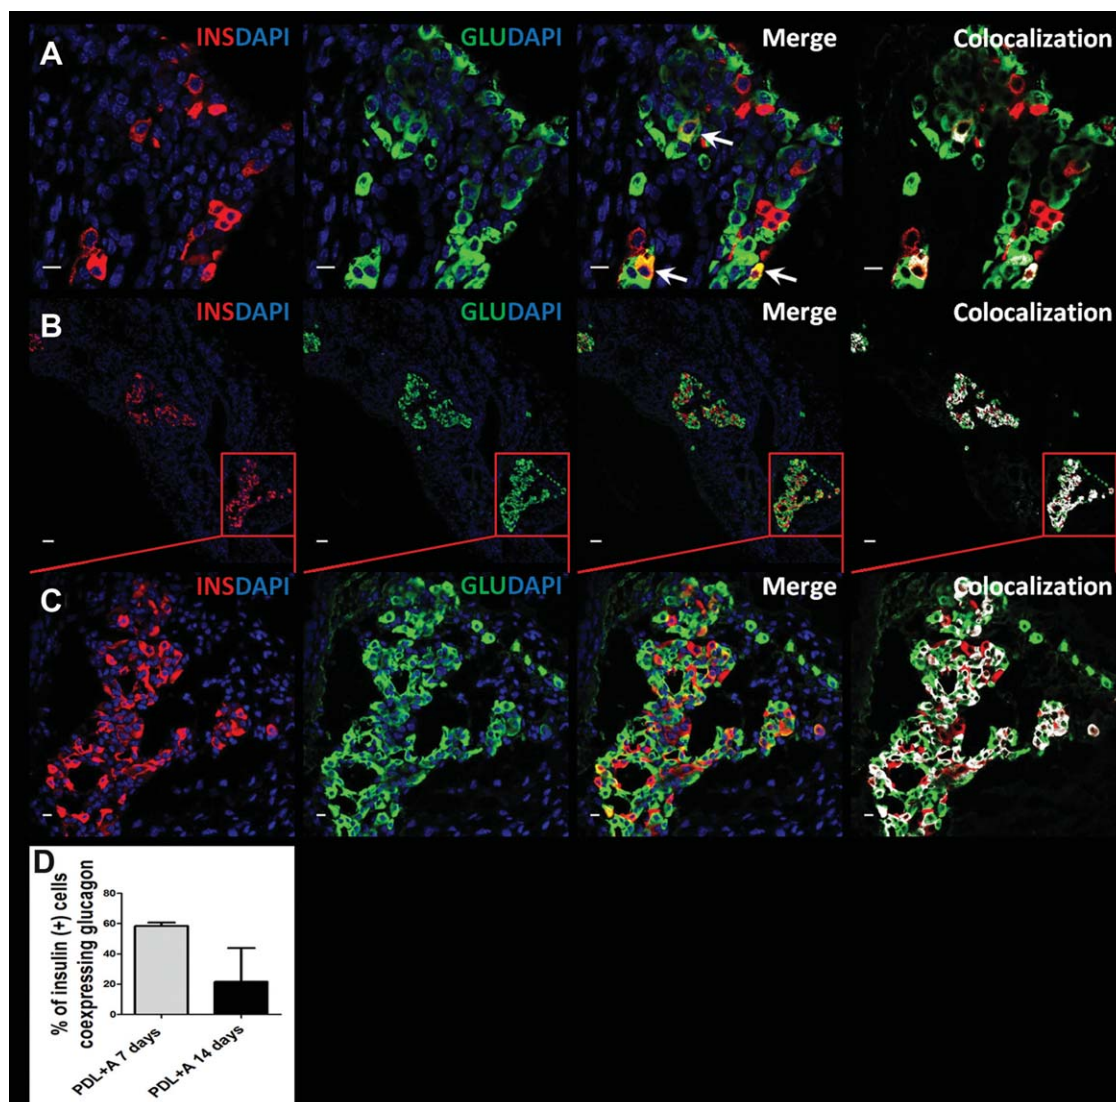 A INSDAPI GLUDAPI Merge Colocalization
B INSDAPI GLUDAPI Merge Colocalization
C INSDAPI GLUDAPI Merge Colocalization
D
% of insulin (+) cells
coexpressing glucagon
80
60
40
20
0
PDL+A 7 days
PDL+A 14 days